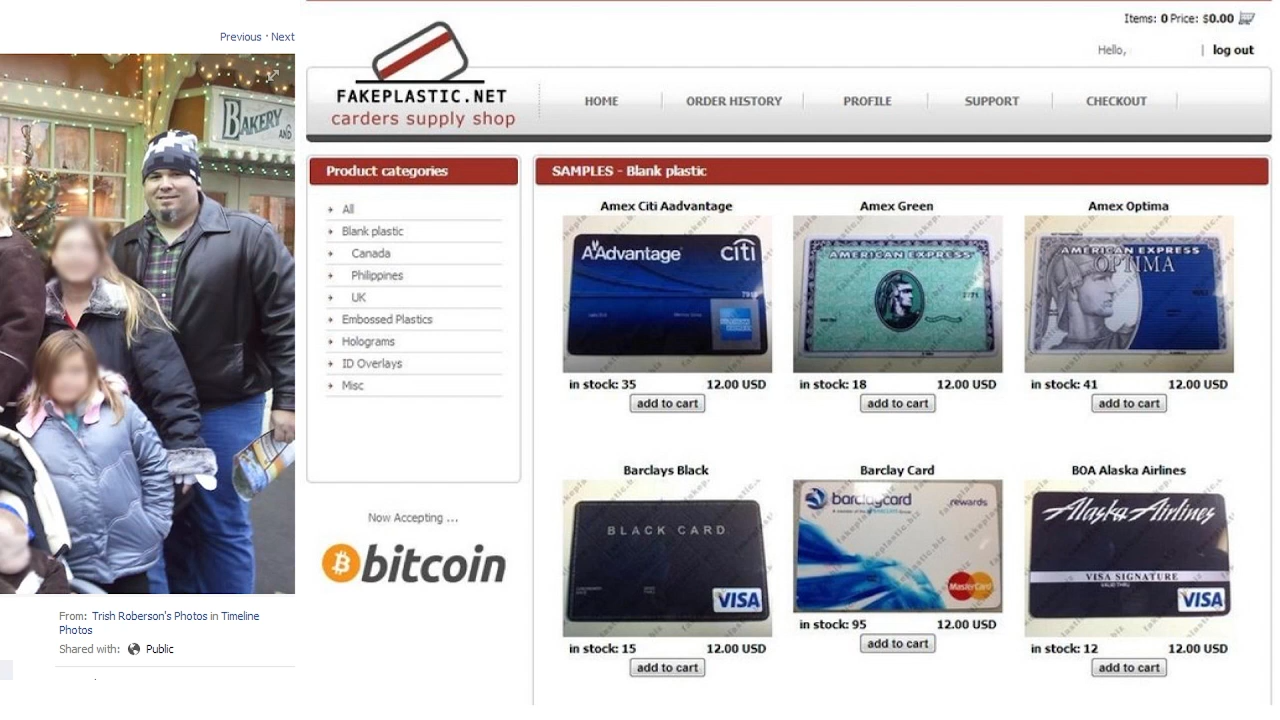 Previous · Next
BAKERY
AND
From: Trish Roberson's Photos in Timeline
Photos
Shared with: Public
Items: 0 Price: $0.00
Hello, | log out
FAKEPLASTIC.NET
carders supply shop
HOME
ORDER HISTORY
PROFILE
SUPPORT
CHECKOUT
Product categories
All
Blank plastic
Canada
Philippines
UK
Embossed Plastics
Holograms
ID Overlays
Misc
Now Accepting ...
bitcoin
SAMPLES - Blank plastic
Amex Citi Aadvantage
AAdvantage citi
in stock: 35 12.00 USD
add to cart
Amex Green
AMERICAN EXPRESS
in stock: 18 12.00 USD
add to cart
Amex Optima
AMERICAN EXPRESS
OPTIMA
in stock: 41 12.00 USD
add to cart
Barclays Black
BLACK CARD
VISA
in stock: 15 12.00 USD
add to cart
Barclay Card
barclaycard rewards
MasterCard
fakeplastic.biz
in stock: 95 12.00 USD
add to cart
BOA Alaska Airlines
Alaska Airlines
VISA SIGNATURE
VALID THRU
VISA
in stock: 12 12.00 USD
add to cart